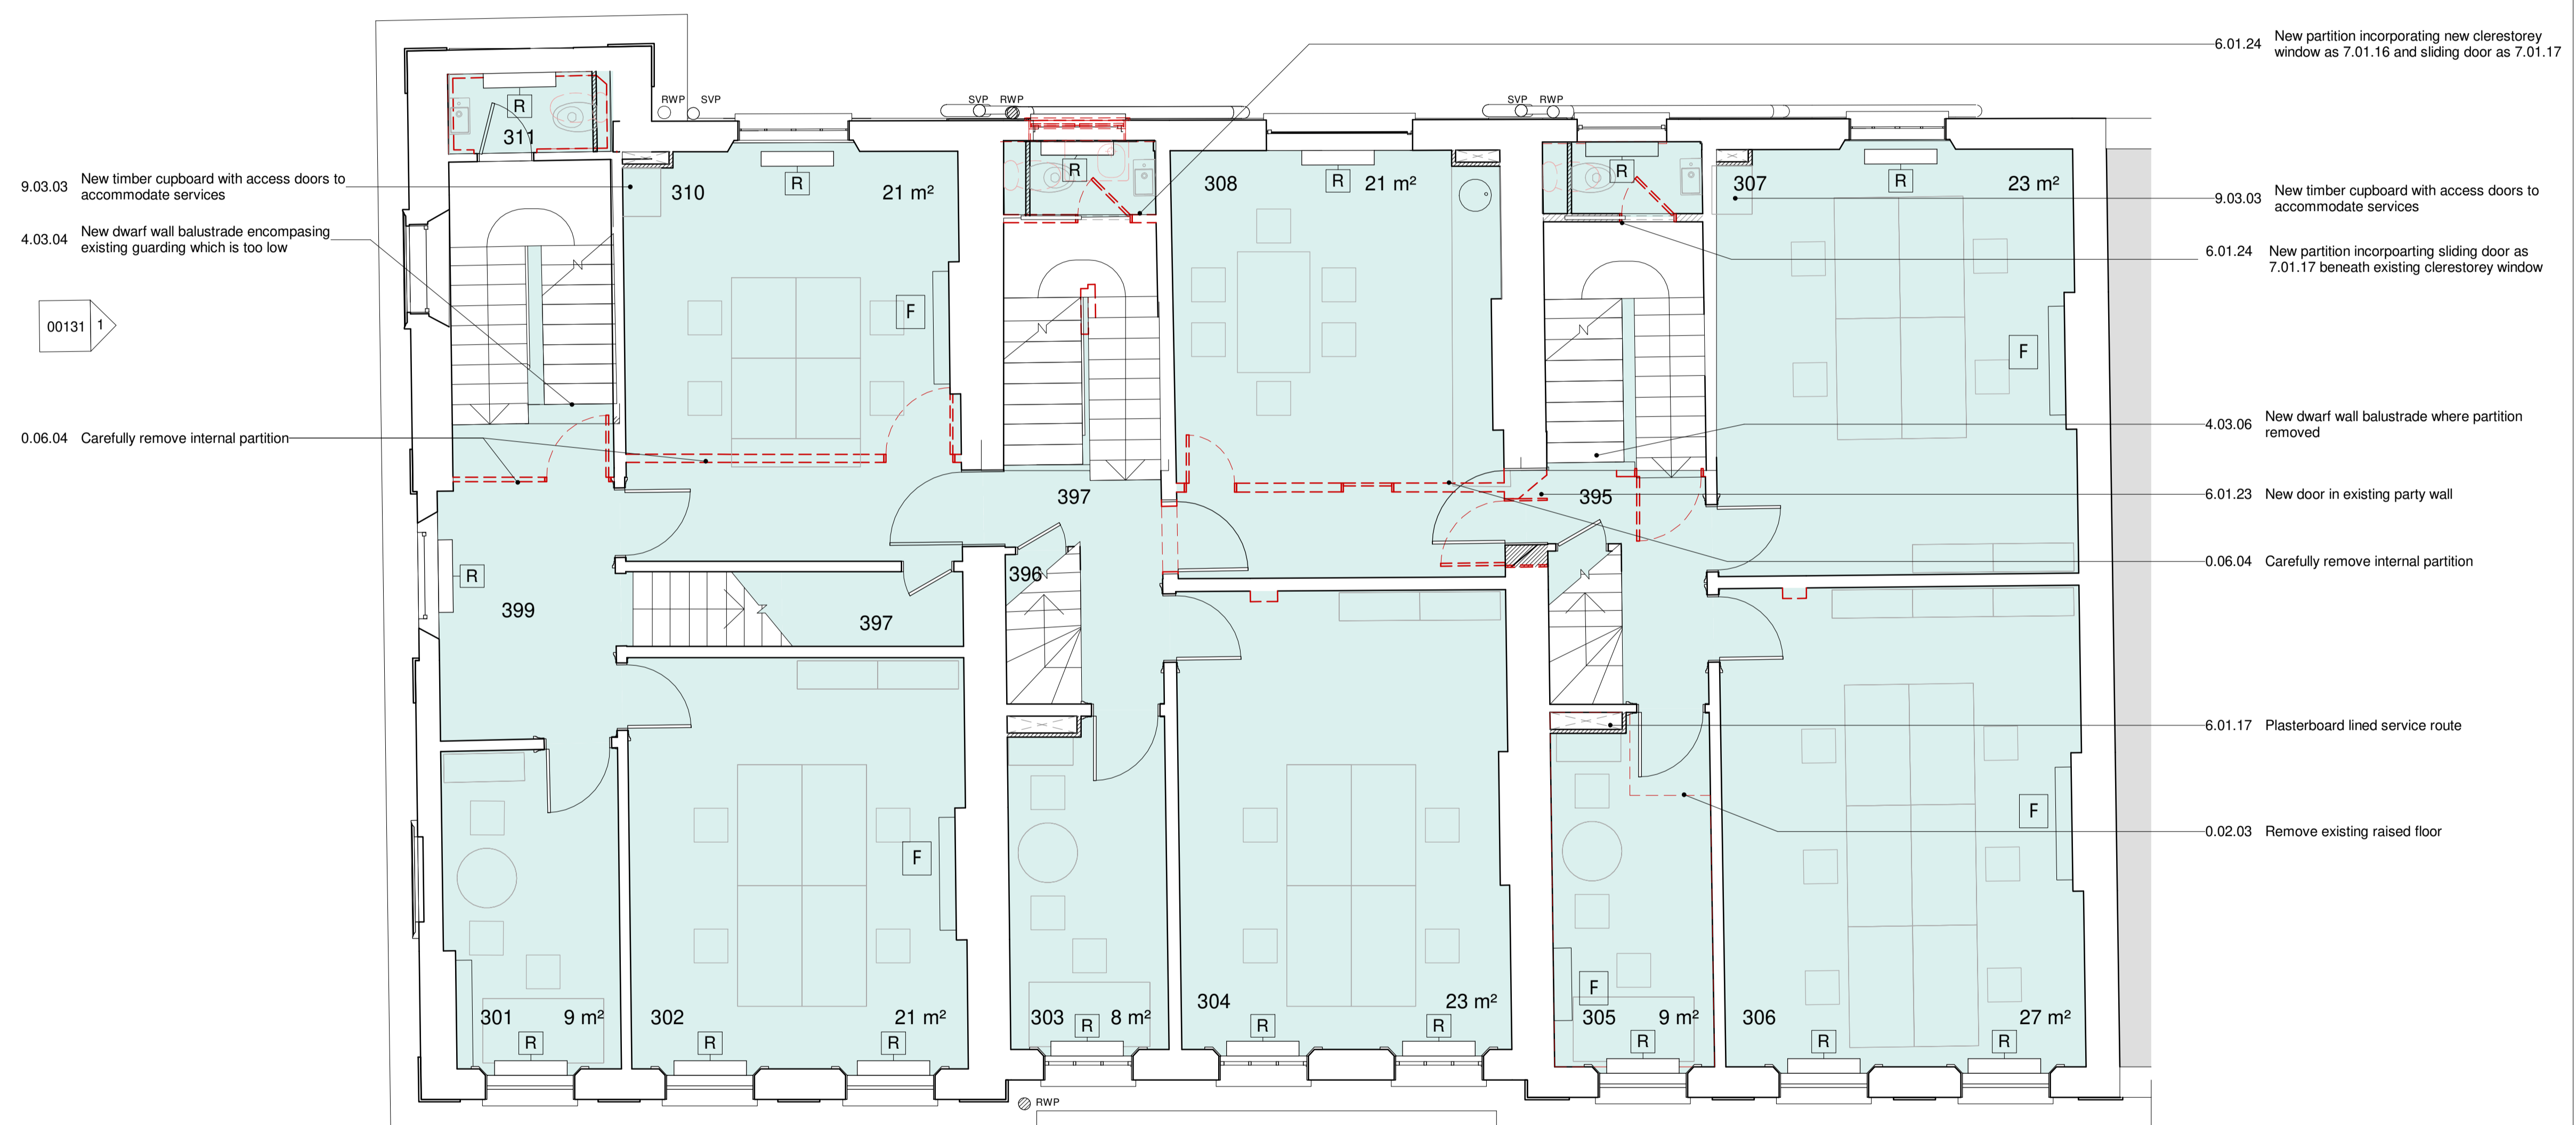 6.01.24 New partition incorporating new clerestorey
window as 7.01.16 and sliding door as 7.01.17
RWP SVP
SVP RWP
SVP RWP
R
311
R
R
9.03.03 New timber cupboard with access doors to
accommodate services
310
R
21 m²
308
R
21 m²
307
R
23 m²
9.03.03 New timber cupboard with access doors to
accommodate services
4.03.04 New dwarf wall balustrade encompasing
existing guarding which is too low
6.01.24 New partition incorpoarting sliding door as
7.01.17 beneath existing clerestorey window
00131 1
F
N
N
N
F
0.06.04 Carefully remove internal partition
4.03.06 New dwarf wall balustrade where partition
removed
397
395
6.01.23 New door in existing party wall
0.06.04 Carefully remove internal partition
R
396
N
N
399
N
397
6.01.17 Plasterboard lined service route
0.02.03 Remove existing raised floor
F
F
F
301
9 m²
R
302
21 m²
R
R
303
R
8 m²
304
23 m²
R
R
305
9 m²
R
306
27 m²
R
R
RWP